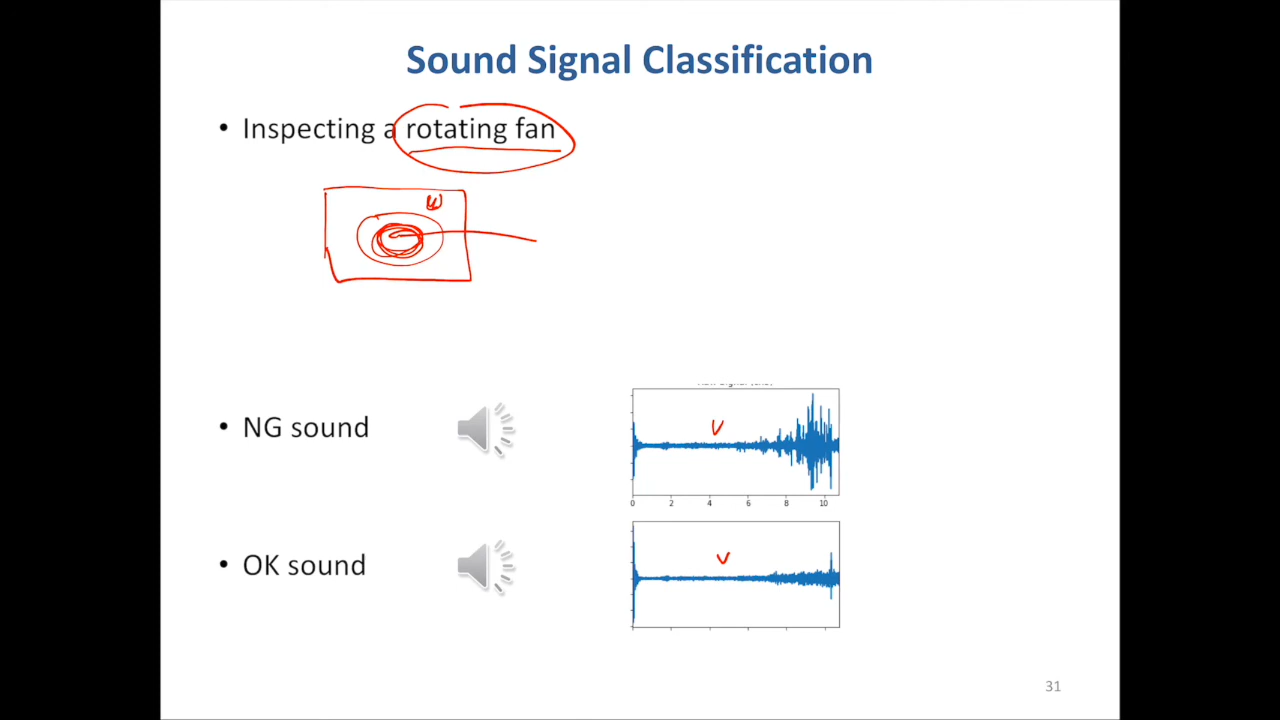 Sound Signal Classification
• Inspecting a rotating fan
• NG sound
0 2 4 6 8 10
• OK sound
31